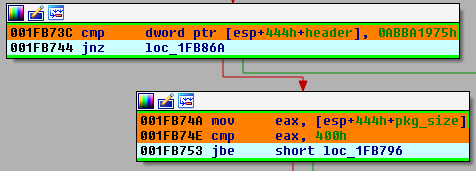 001FB73C cmp     dword ptr [esp+444h+header], 0ABBA1975h
001FB744 jnz     loc_1FB86A
001FB74A mov     eax, [esp+444h+pkg_size]
001FB74E cmp     eax, 400h
001FB753 jbe     short loc_1FB796